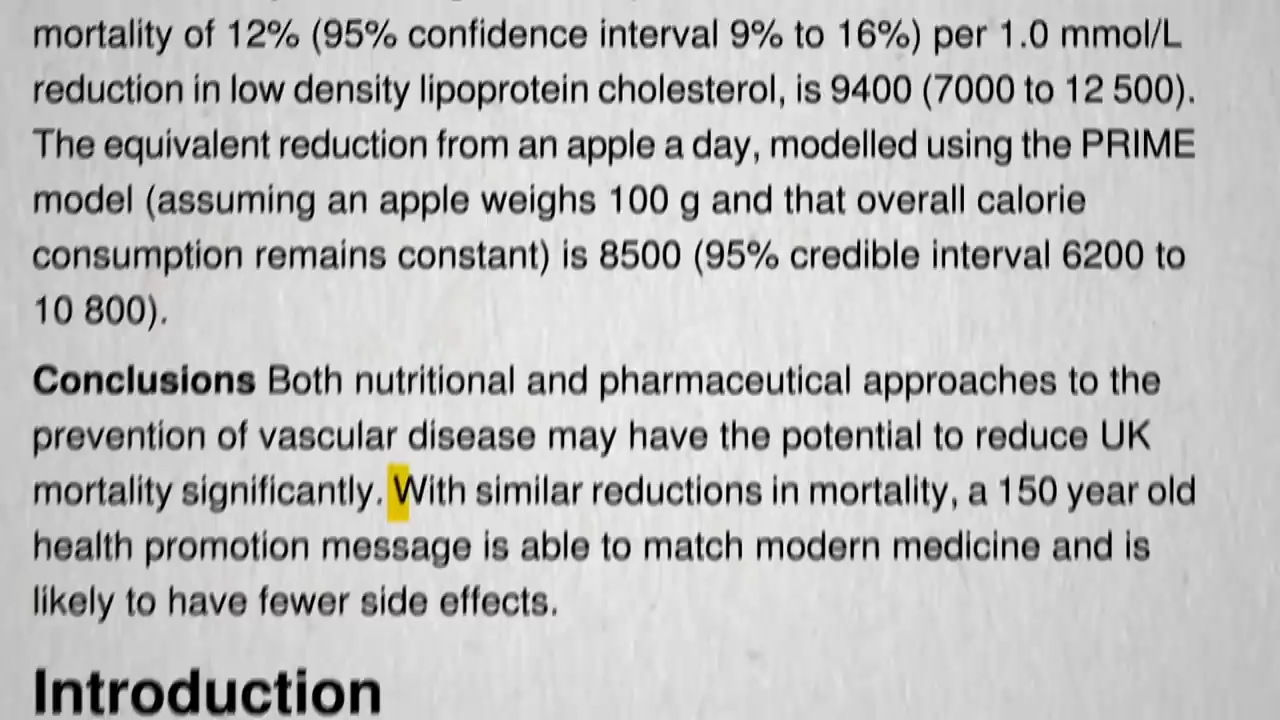 mortality of 12% (95% confidence interval 9% to 16%) per 1.0 mmol/L
reduction in low density lipoprotein cholesterol, is 9400 (7000 to 12 500).
The equivalent reduction from an apple a day, modelled using the PRIME
model (assuming an apple weighs 100 g and that overall calorie
consumption remains constant) is 8500 (95% credible interval 6200 to
10 800).
Conclusions Both nutritional and pharmaceutical approaches to the
prevention of vascular disease may have the potential to reduce UK
mortality significantly. With similar reductions in mortality, a 150 year old
health promotion message is able to match modern medicine and is
likely to have fewer side effects.
Introduction